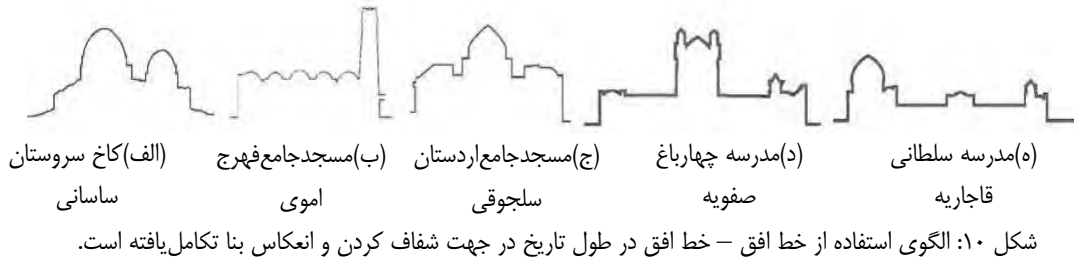 (الف)کاخ سروستان (ب)مسجدجامع‌فهرج (ج)مسجدجامع‌اردستان (د)مدرسه چهارباغ (ه)مدرسه سلطانی
ساسانی اموی سلجوقی صفویه قاجاریه
شکل ۱۰: الگوی استفاده از خط افق – خط افق در طول تاریخ در جهت شفاف کردن و انعکاس بنا تکامل‌یافته است.